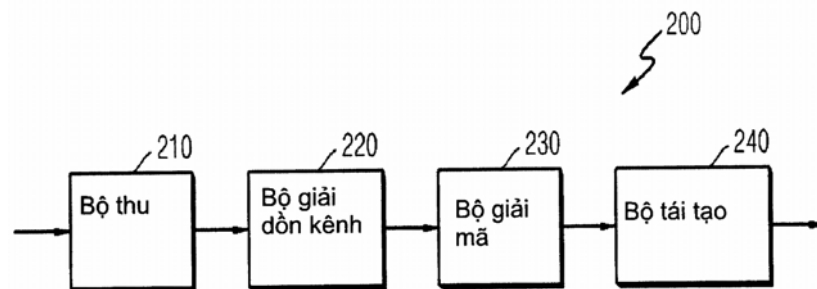 200
210
220
230
240
Bộ thu
Bộ giải
dồn kênh
Bộ giải
mã
Bộ tái tạo